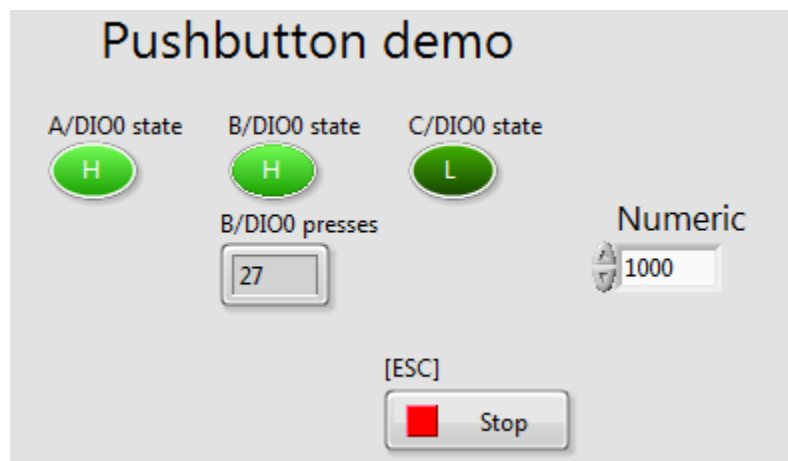 Pushbutton demo
A/DIO0 state B/DIO0 state C/DIO0 state
H H L
B/DIO0 presses
27
Numeric
1000
[ESC]
Stop